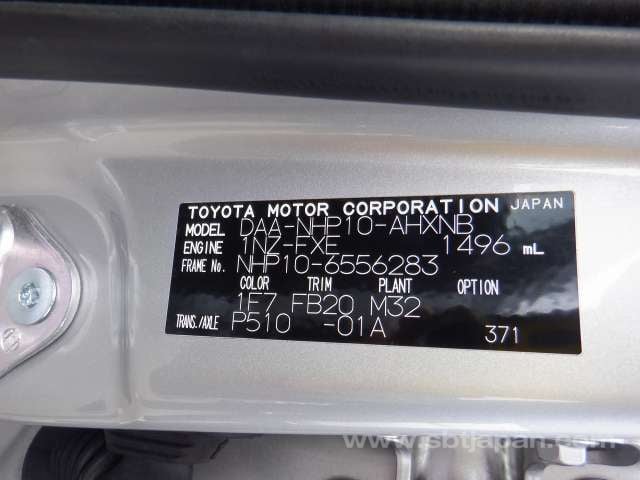 TOYOTA MOTOR CORPORATION JAPAN
MODEL DAA-NHP10-AHXNB
ENGINE 1NZ-FXE 1496 mL
FRAME No. NHP10-6556283
COLOR TRIM PLANT OPTION
1F7 FB20 M32
TRANS./AXLE P510 -01A 371
www.sbtjapan.com